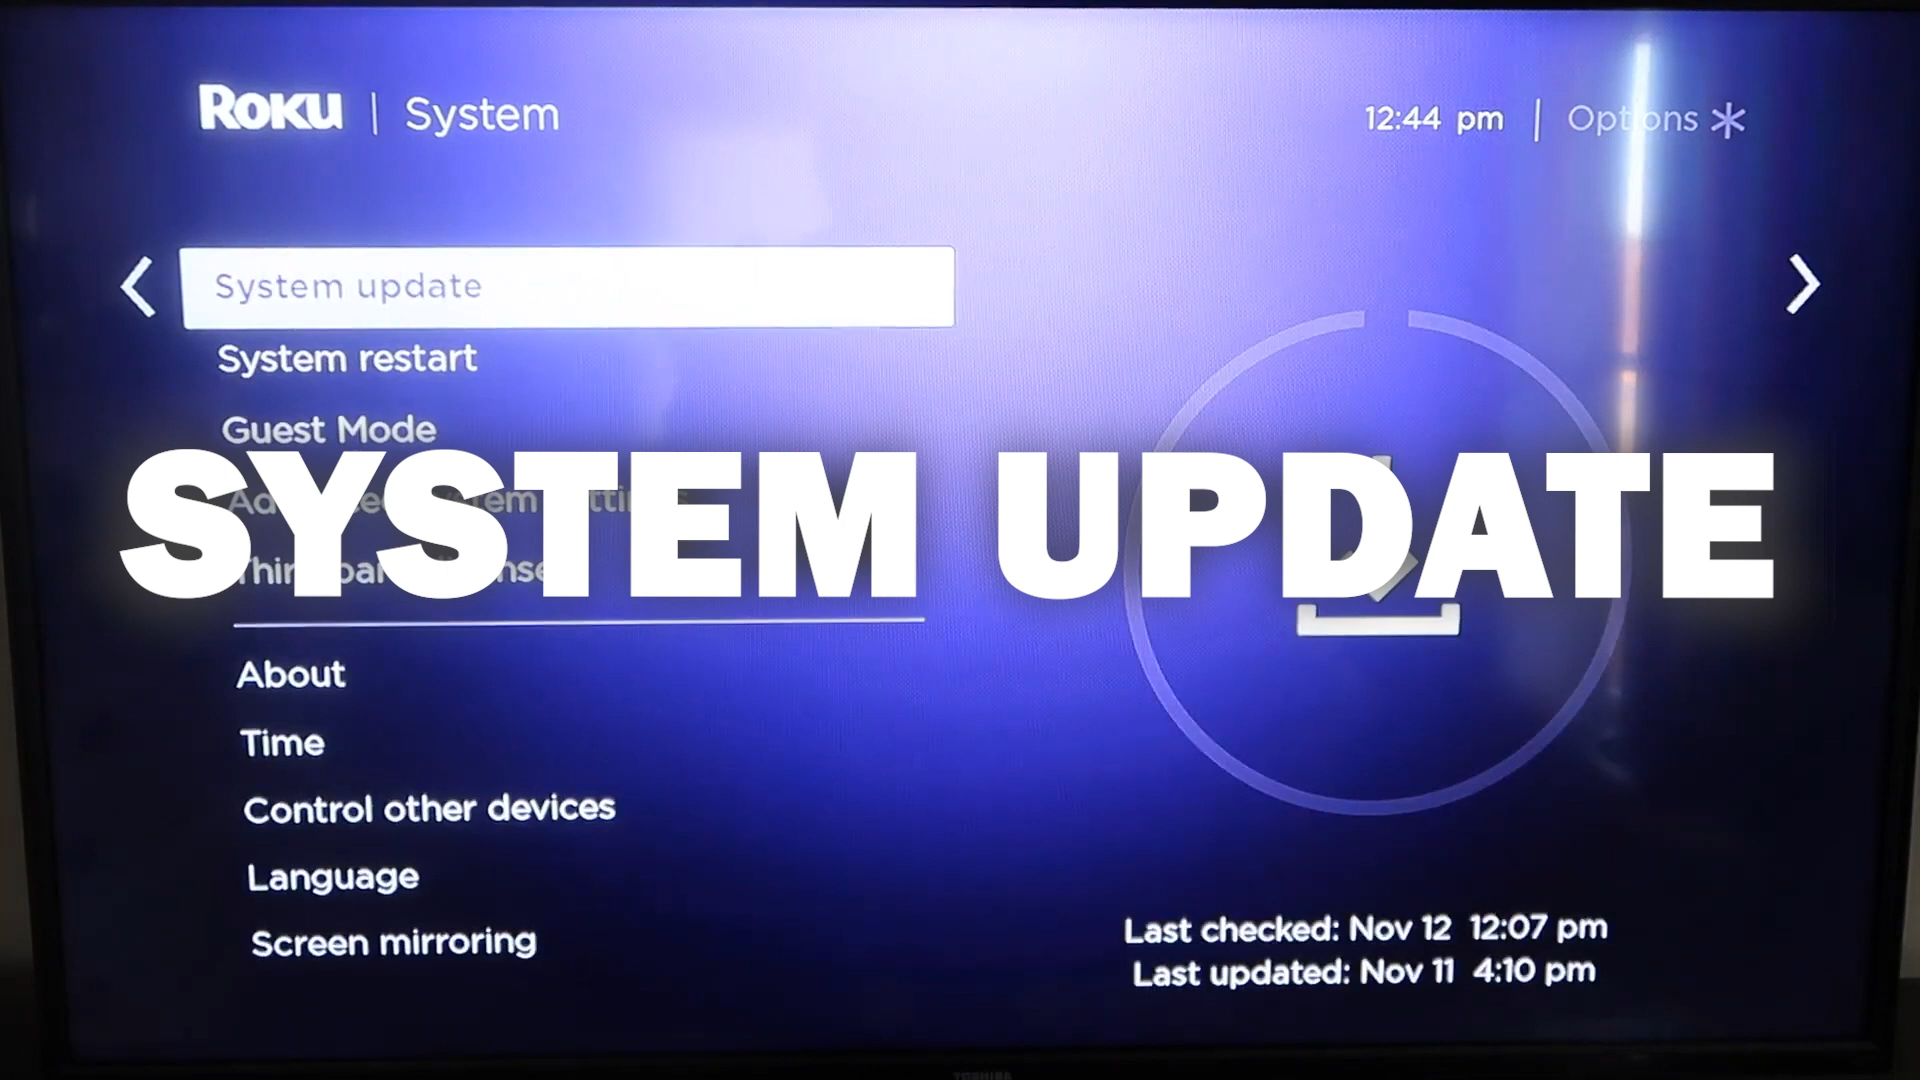 Roku | System
12:44 pm | Options
System update
System restart
Guest Mode
SYSTEM UPDATE
About
Time
Control other devices
Language
Screen mirroring
Last checked: Nov 12 12:07 pm
Last updated: Nov 11 4:10 pm